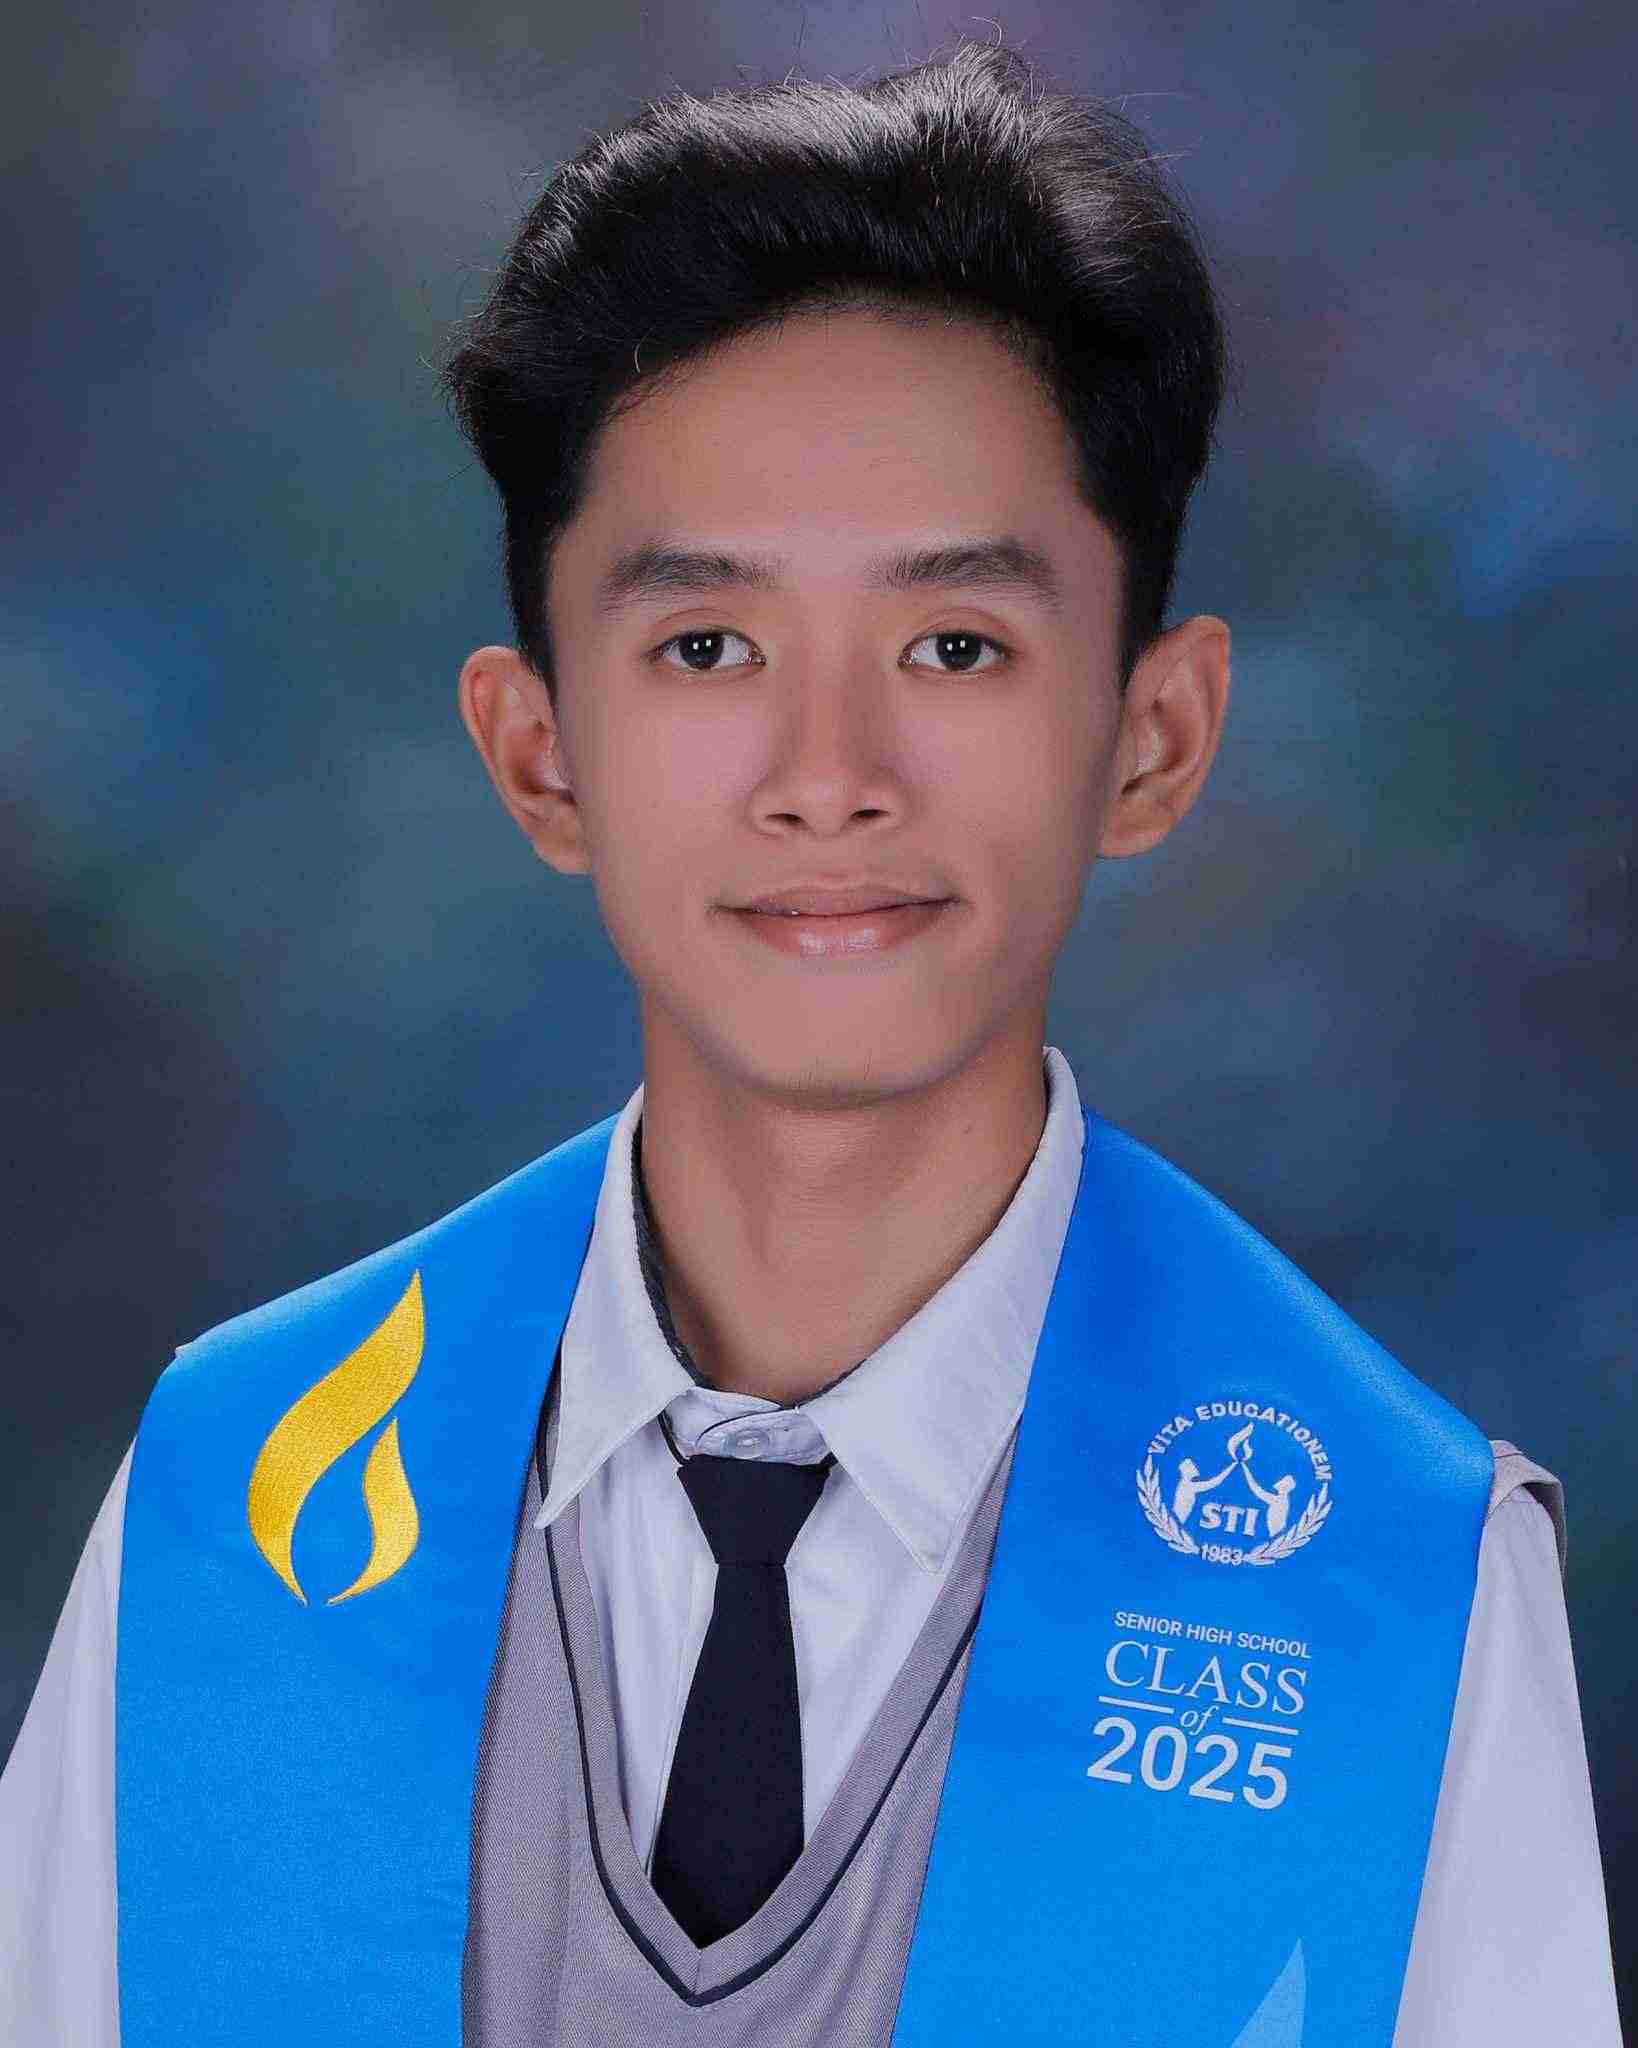 VITA EDUCATIONEM
STI
1983
SENIOR HIGH SCHOOL
CLASS
of
2025